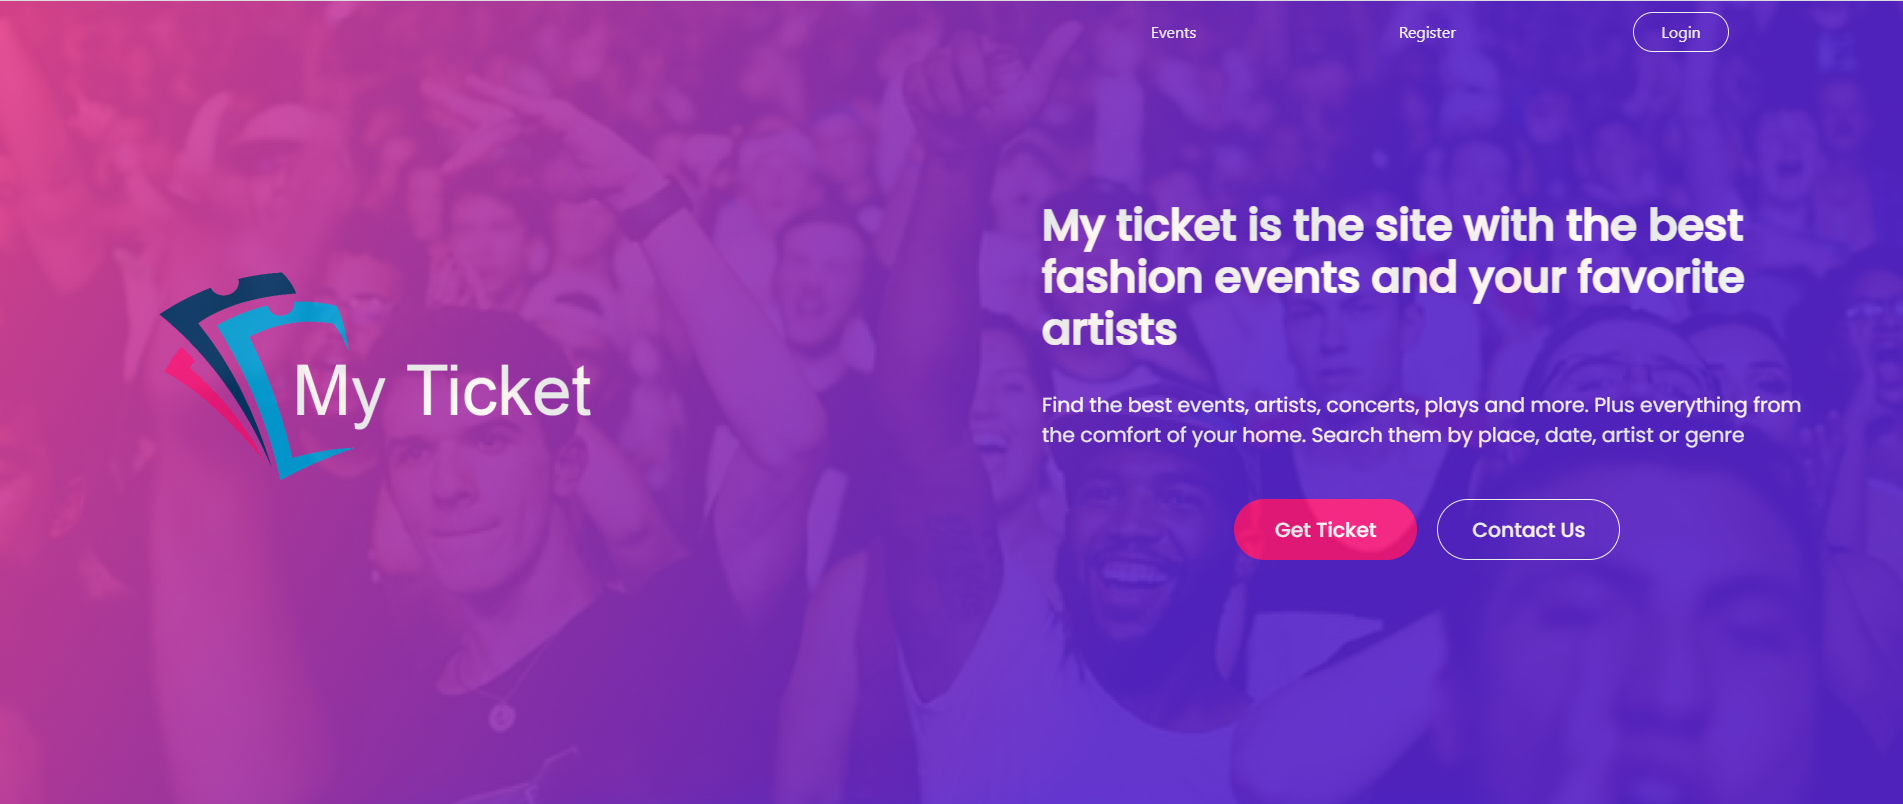 Events
Register
Login
My Ticket
My ticket is the site with the best
fashion events and your favorite
artists
Find the best events, artists, concerts, plays and more. Plus everything from
the comfort of your home. Search them by place, date, artist or genre
Get Ticket
Contact Us